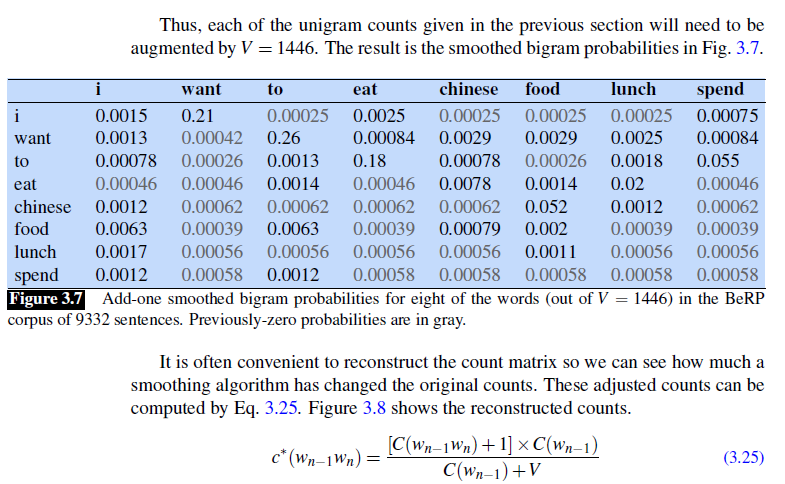 Thus, each of the unigram counts given in the previous section will need to be
augmented by V = 1446. The result is the smoothed bigram probabilities in Fig. 3.7.
i want to eat chinese food lunch spend
i 0.0015 0.21 0.00025 0.0025 0.00025 0.00025 0.00025 0.00075
want 0.0013 0.00042 0.26 0.00084 0.0029 0.0029 0.0025 0.00084
to 0.00078 0.00026 0.0013 0.18 0.00078 0.00026 0.0018 0.055
eat 0.00046 0.00046 0.0014 0.00046 0.0078 0.0014 0.02 0.00046
chinese 0.0012 0.00062 0.00062 0.00062 0.00062 0.052 0.0012 0.00062
food 0.0063 0.00039 0.0063 0.00039 0.00079 0.002 0.00039 0.00039
lunch 0.0017 0.00056 0.00056 0.00056 0.00056 0.0011 0.00056 0.00056
spend 0.0012 0.00058 0.0012 0.00058 0.00058 0.00058 0.00058 0.00058
Figure 3.7 Add-one smoothed bigram probabilities for eight of the words (out of V = 1446) in the BeRP
corpus of 9332 sentences. Previously-zero probabilities are in gray.
It is often convenient to reconstruct the count matrix so we can see how much a
smoothing algorithm has changed the original counts. These adjusted counts can be
computed by Eq. 3.25. Figure 3.8 shows the reconstructed counts.
c*(wₙ₋₁wₙ) = [C(wₙ₋₁wₙ)+1]×C(wₙ₋₁) / C(wₙ₋₁)+V (3.25)